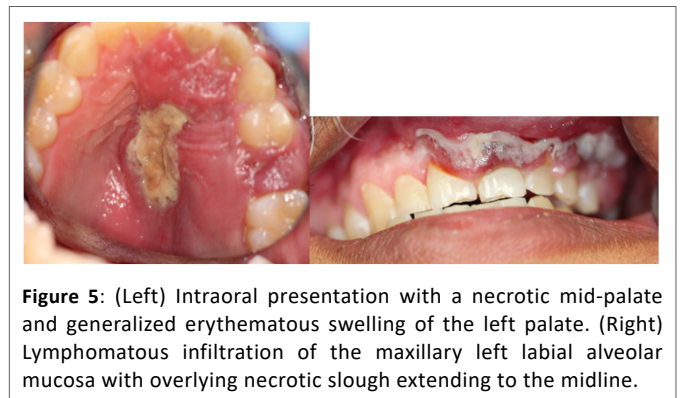 Figure 5: (Left) Intraoral presentation with a necrotic mid-palate
and generalized erythematous swelling of the left palate. (Right)
Lymphomatous infiltration of the maxillary left labial alveolar
mucosa with overlying necrotic slough extending to the midline.